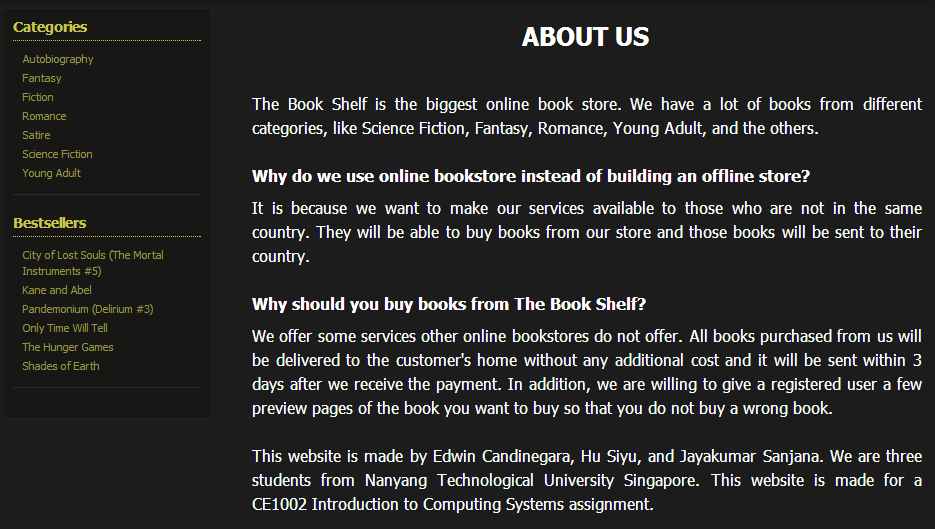 Categories
Autobiography
Fantasy
Fiction
Romance
Satire
Science Fiction
Young Adult
Bestsellers
City of Lost Souls (The Mortal
Instruments #5)
Kane and Abel
Pandemonium (Delirium #3)
Only Time Will Tell
The Hunger Games
Shades of Earth
ABOUT US
The Book Shelf is the biggest online book store. We have a lot of books from different
categories, like Science Fiction, Fantasy, Romance, Young Adult, and the others.
Why do we use online bookstore instead of building an offline store?
It is because we want to make our services available to those who are not in the same
country. They will be able to buy books from our store and those books will be sent to their
country.
Why should you buy books from The Book Shelf?
We offer some services other online bookstores do not offer. All books purchased from us will
be delivered to the customer's home without any additional cost and it will be sent within 3
days after we receive the payment. In addition, we are willing to give a registered user a few
preview pages of the book you want to buy so that you do not buy a wrong book.
This website is made by Edwin Candinegara, Hu Siyu, and Jayakumar Sanjana. We are three
students from Nanyang Technological University Singapore. This website is made for a
CE1002 Introduction to Computing Systems assignment.